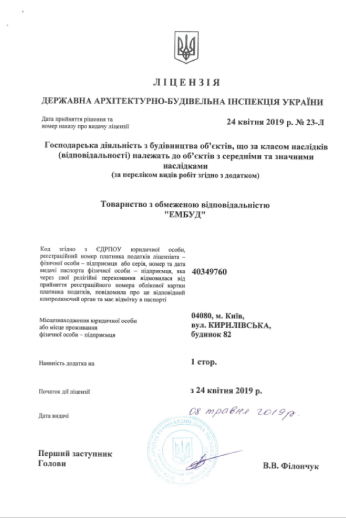 ЛІЦЕНЗІЯ
ДЕРЖАВНА АРХІТЕКТУРНО-БУДІВЕЛЬНА ІНСПЕКЦІЯ УКРАЇНИ
Дата прийняття рішення та
номер наказу про видачу ліцензії
24 квітня 2019 р. № 23-Л
Господарська діяльність з будівництва об'єктів, що за класом наслідків
(відповідальності) належать до об'єктів з середніми та значними
наслідками
(за переліком видів робіт згідно з додатком)
Товариство з обмеженою відповідальністю
"ЕМБУД"
Код згідно з ЄДРПОУ юридичної особи,
реєстраційний номер платника податків ліцензіата –
фізичної особи – підприємця або серія, номер та дата
видачі паспорта фізичної особи – підприємця, яка
через свої релігійні переконання відмовилася від
прийняття реєстраційного номера облікової картки
платника податків, повідомила про це відповідний
контролюючий орган та має відмітку в паспорті
40349760
Місцезнаходження юридичної особи
або місце проживання
фізичної особи – підприємця
04080, м. Київ,
вул. КИРИЛІВСЬКА,
будинок 82
Наявність додатка на
1 стор.
Початок дії ліцензії
з 24 квітня 2019 р.
Дата видачі
08 травня 2019р.
Перший заступник
Голови
В.В. Філончук